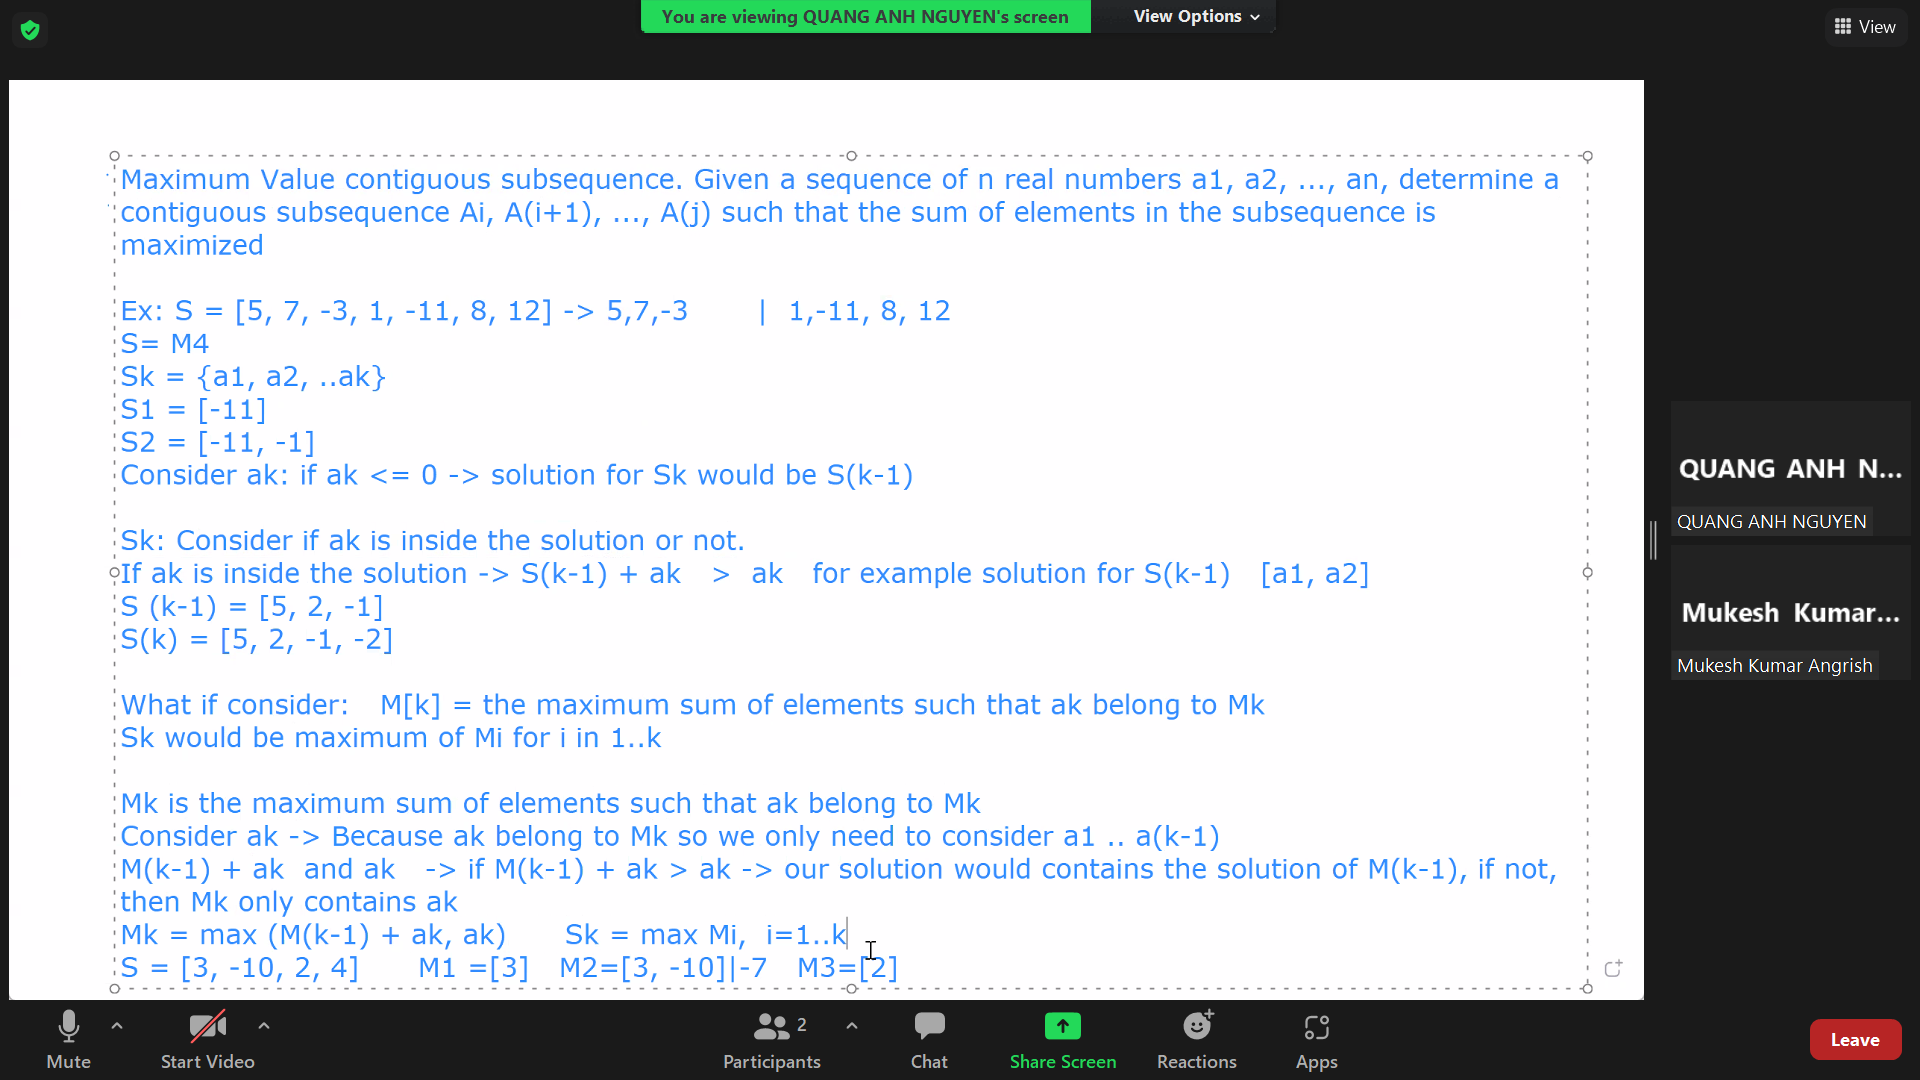 You are viewing QUANG ANH NGUYEN's screen
View Options
View
Maximum Value contiguous subsequence. Given a sequence of n real numbers a1, a2, ..., an, determine a
contiguous subsequence Ai, A(i+1), ..., A(j) such that the sum of elements in the subsequence is
maximized
Ex: S = [5, 7, -3, 1, -11, 8, 12] -> 5,7,-3 | 1,-11, 8, 12
S= M4
Sk = {a1, a2, ..ak}
S1 = [-11]
S2 = [-11, -1]
Consider ak: if ak <= 0 -> solution for Sk would be S(k-1)
Sk: Consider if ak is inside the solution or not.
If ak is inside the solution -> S(k-1) + ak > ak for example solution for S(k-1) [a1, a2]
S (k-1) = [5, 2, -1]
S(k) = [5, 2, -1, -2]
What if consider: M[k] = the maximum sum of elements such that ak belong to Mk
Sk would be maximum of Mi for i in 1..k
Mk is the maximum sum of elements such that ak belong to Mk
Consider ak -> Because ak belong to Mk so we only need to consider a1 .. a(k-1)
M(k-1) + ak and ak -> if M(k-1) + ak > ak -> our solution would contains the solution of M(k-1), if not,
then Mk only contains ak
Mk = max (M(k-1) + ak, ak) Sk = max Mi, i=1..k
S = [3, -10, 2, 4] M1 =[3] M2=[3, -10]|-7 M3=[2]
QUANG ANH N...
QUANG ANH NGUYEN
Mukesh Kumar...
Mukesh Kumar Angrish
Mute
Start Video
2
Participants
Chat
Share Screen
Reactions
Apps
Leave